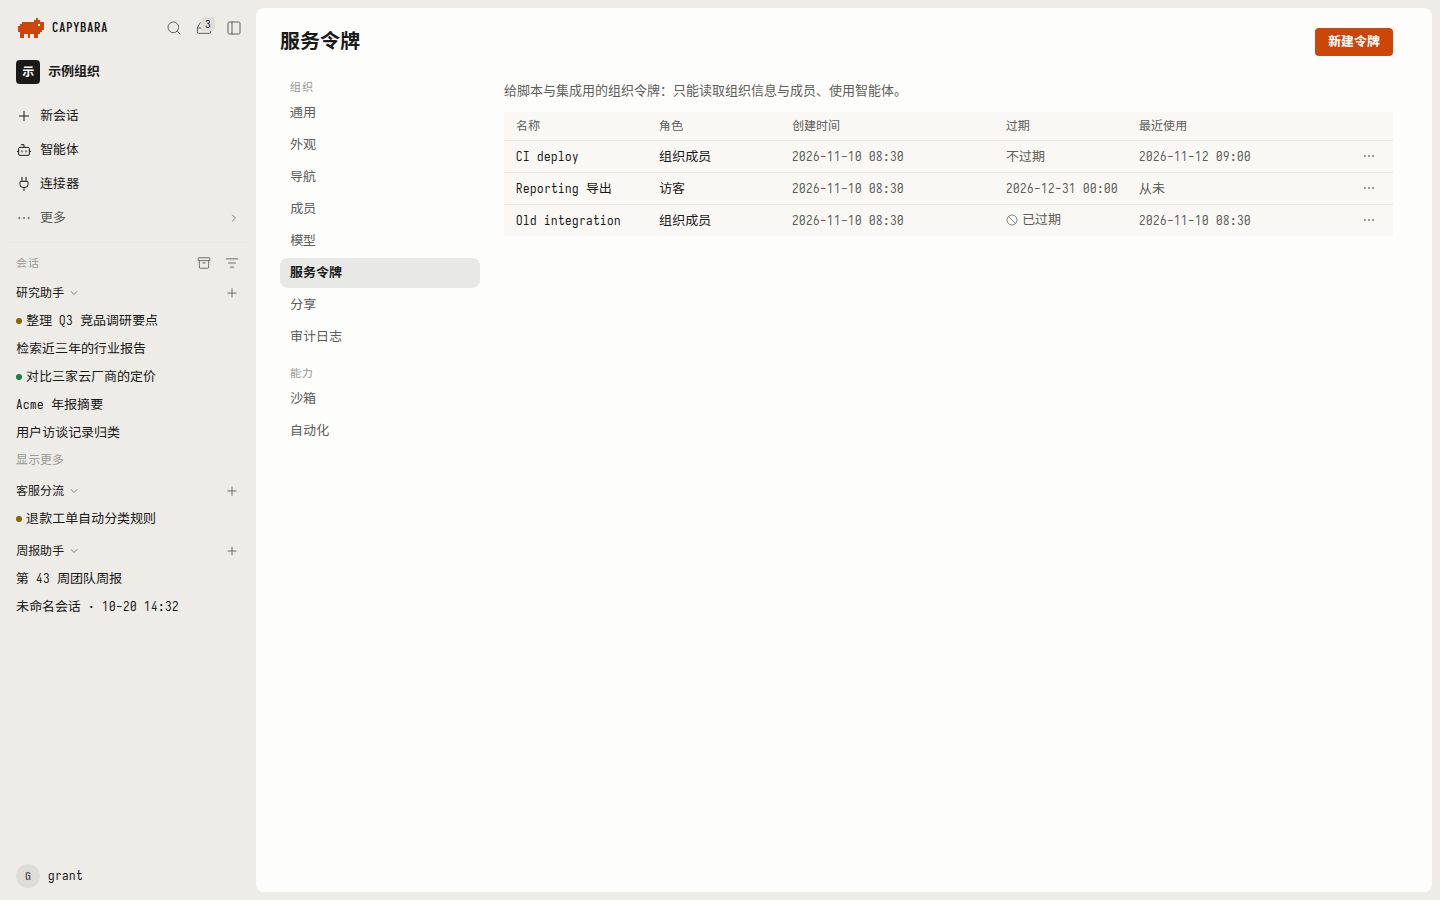 CAPYBARA
3
示 示例组织
新会话
智能体
连接器
更多
会话
研究助手
整理 Q3 竞品调研要点
检索近三年的行业报告
对比三家云厂商的定价
Acme 年报摘要
用户访谈记录归类
显示更多
客服分流
退款工单自动分类规则
周报助手
第 43 周团队周报
未命名会话 · 10-20 14:32
G grant
服务令牌
新建令牌
组织
通用
外观
导航
成员
模型
服务令牌
分享
审计日志
能力
沙箱
自动化
给脚本与集成用的组织令牌：只能读取组织信息与成员、使用智能体。
名称 角色 创建时间 过期 最近使用
CI deploy 组织成员 2026-11-10 08:30 不过期 2026-11-12 09:00
Reporting 导出 访客 2026-11-10 08:30 2026-12-31 00:00 从未
Old integration 组织成员 2026-11-10 08:30 已过期 2026-11-10 08:30